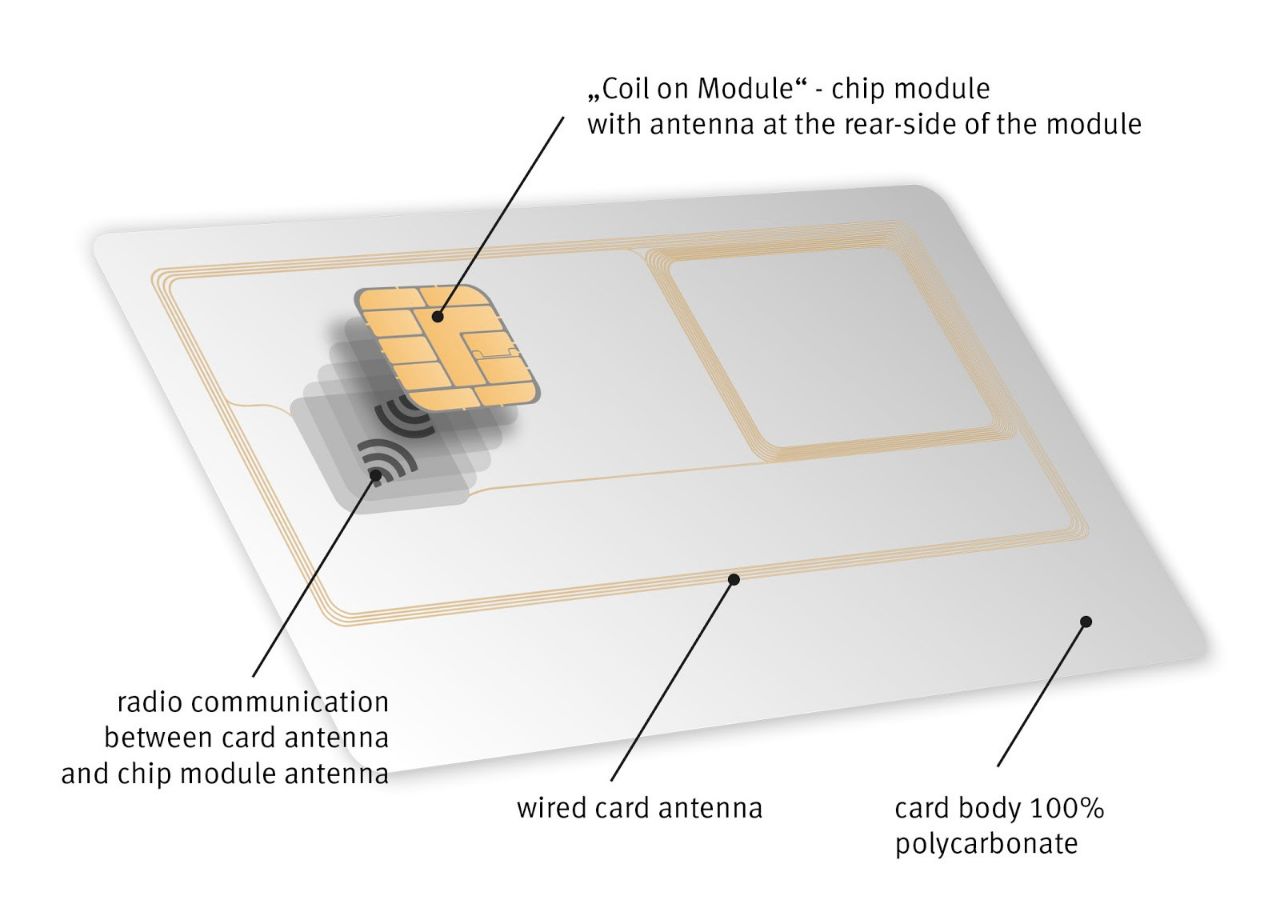 „Coil on Module“ - chip module
with antenna at the rear-side of the module
radio communication
between card antenna
and chip module antenna
wired card antenna
card body 100%
polycarbonate